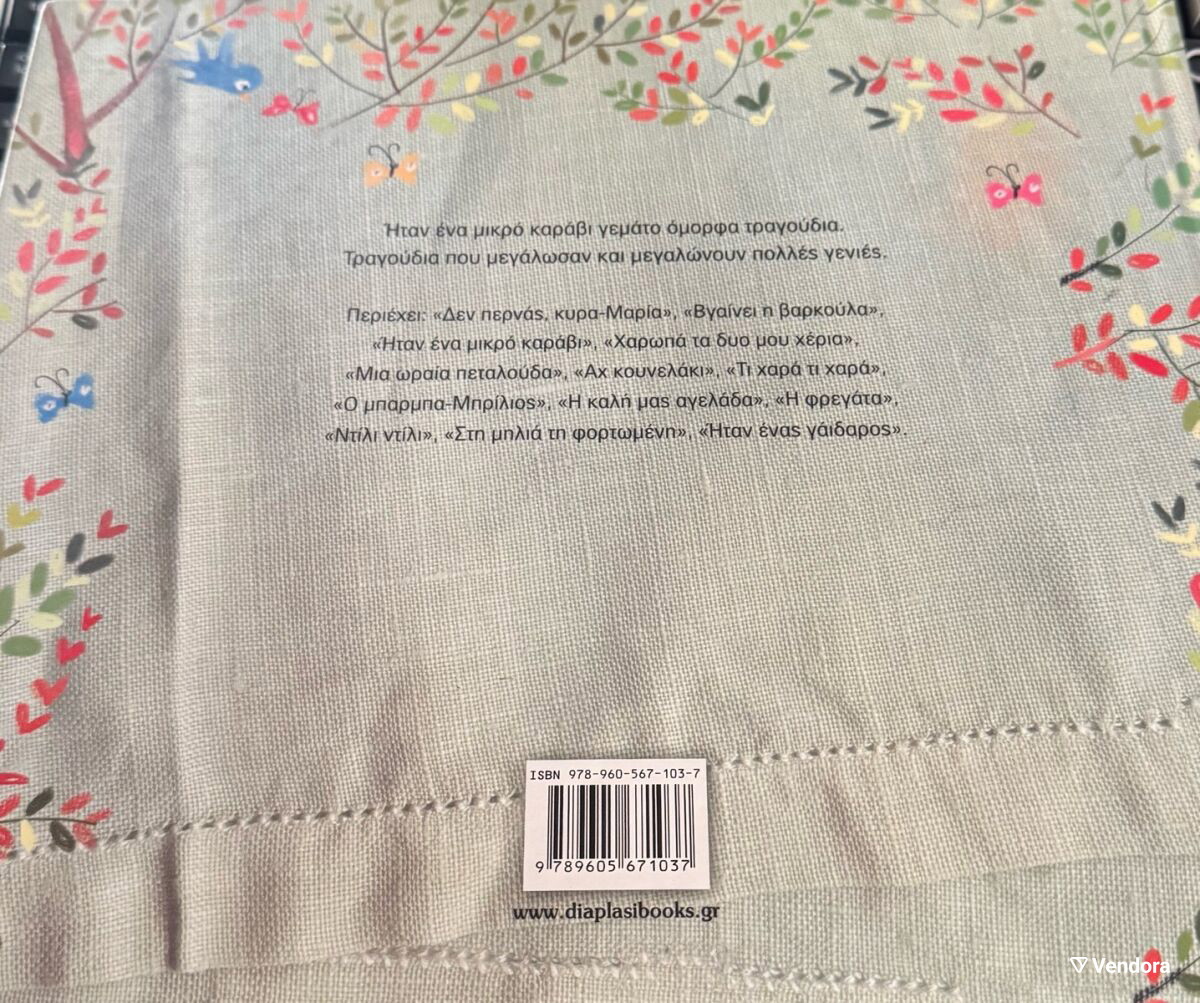 Ήταν ένα μικρό καράβι γεμάτο όμορφα τραγούδια.
Τραγούδια που μεγάλωσαν και μεγαλώνουν πολλές γενιές.
Περιέχει: «Δεν περνάς, κυρα-Μαρία», «Βγαίνει η βαρκούλα»,
«Ήταν ένα μικρό καράβι», «Χαρωπά τα δυο μου χέρια»,
«Μια ωραία πεταλούδα», «Αχ κουνελάκι», «Τι χαρά τι χαρά»,
«Ο μπαρμπα-Μπρίλιος», «Η καλή μας αγελάδα», «Η φρεγάτα»,
«Ντίλι ντίλι», «Στη μηλιά τη φορτωμένη», «Ήταν ένας γάιδαρος».
ISBN 978-960-567-103-7
9 789605 671037
www.diaplasibooks.gr
Vendora